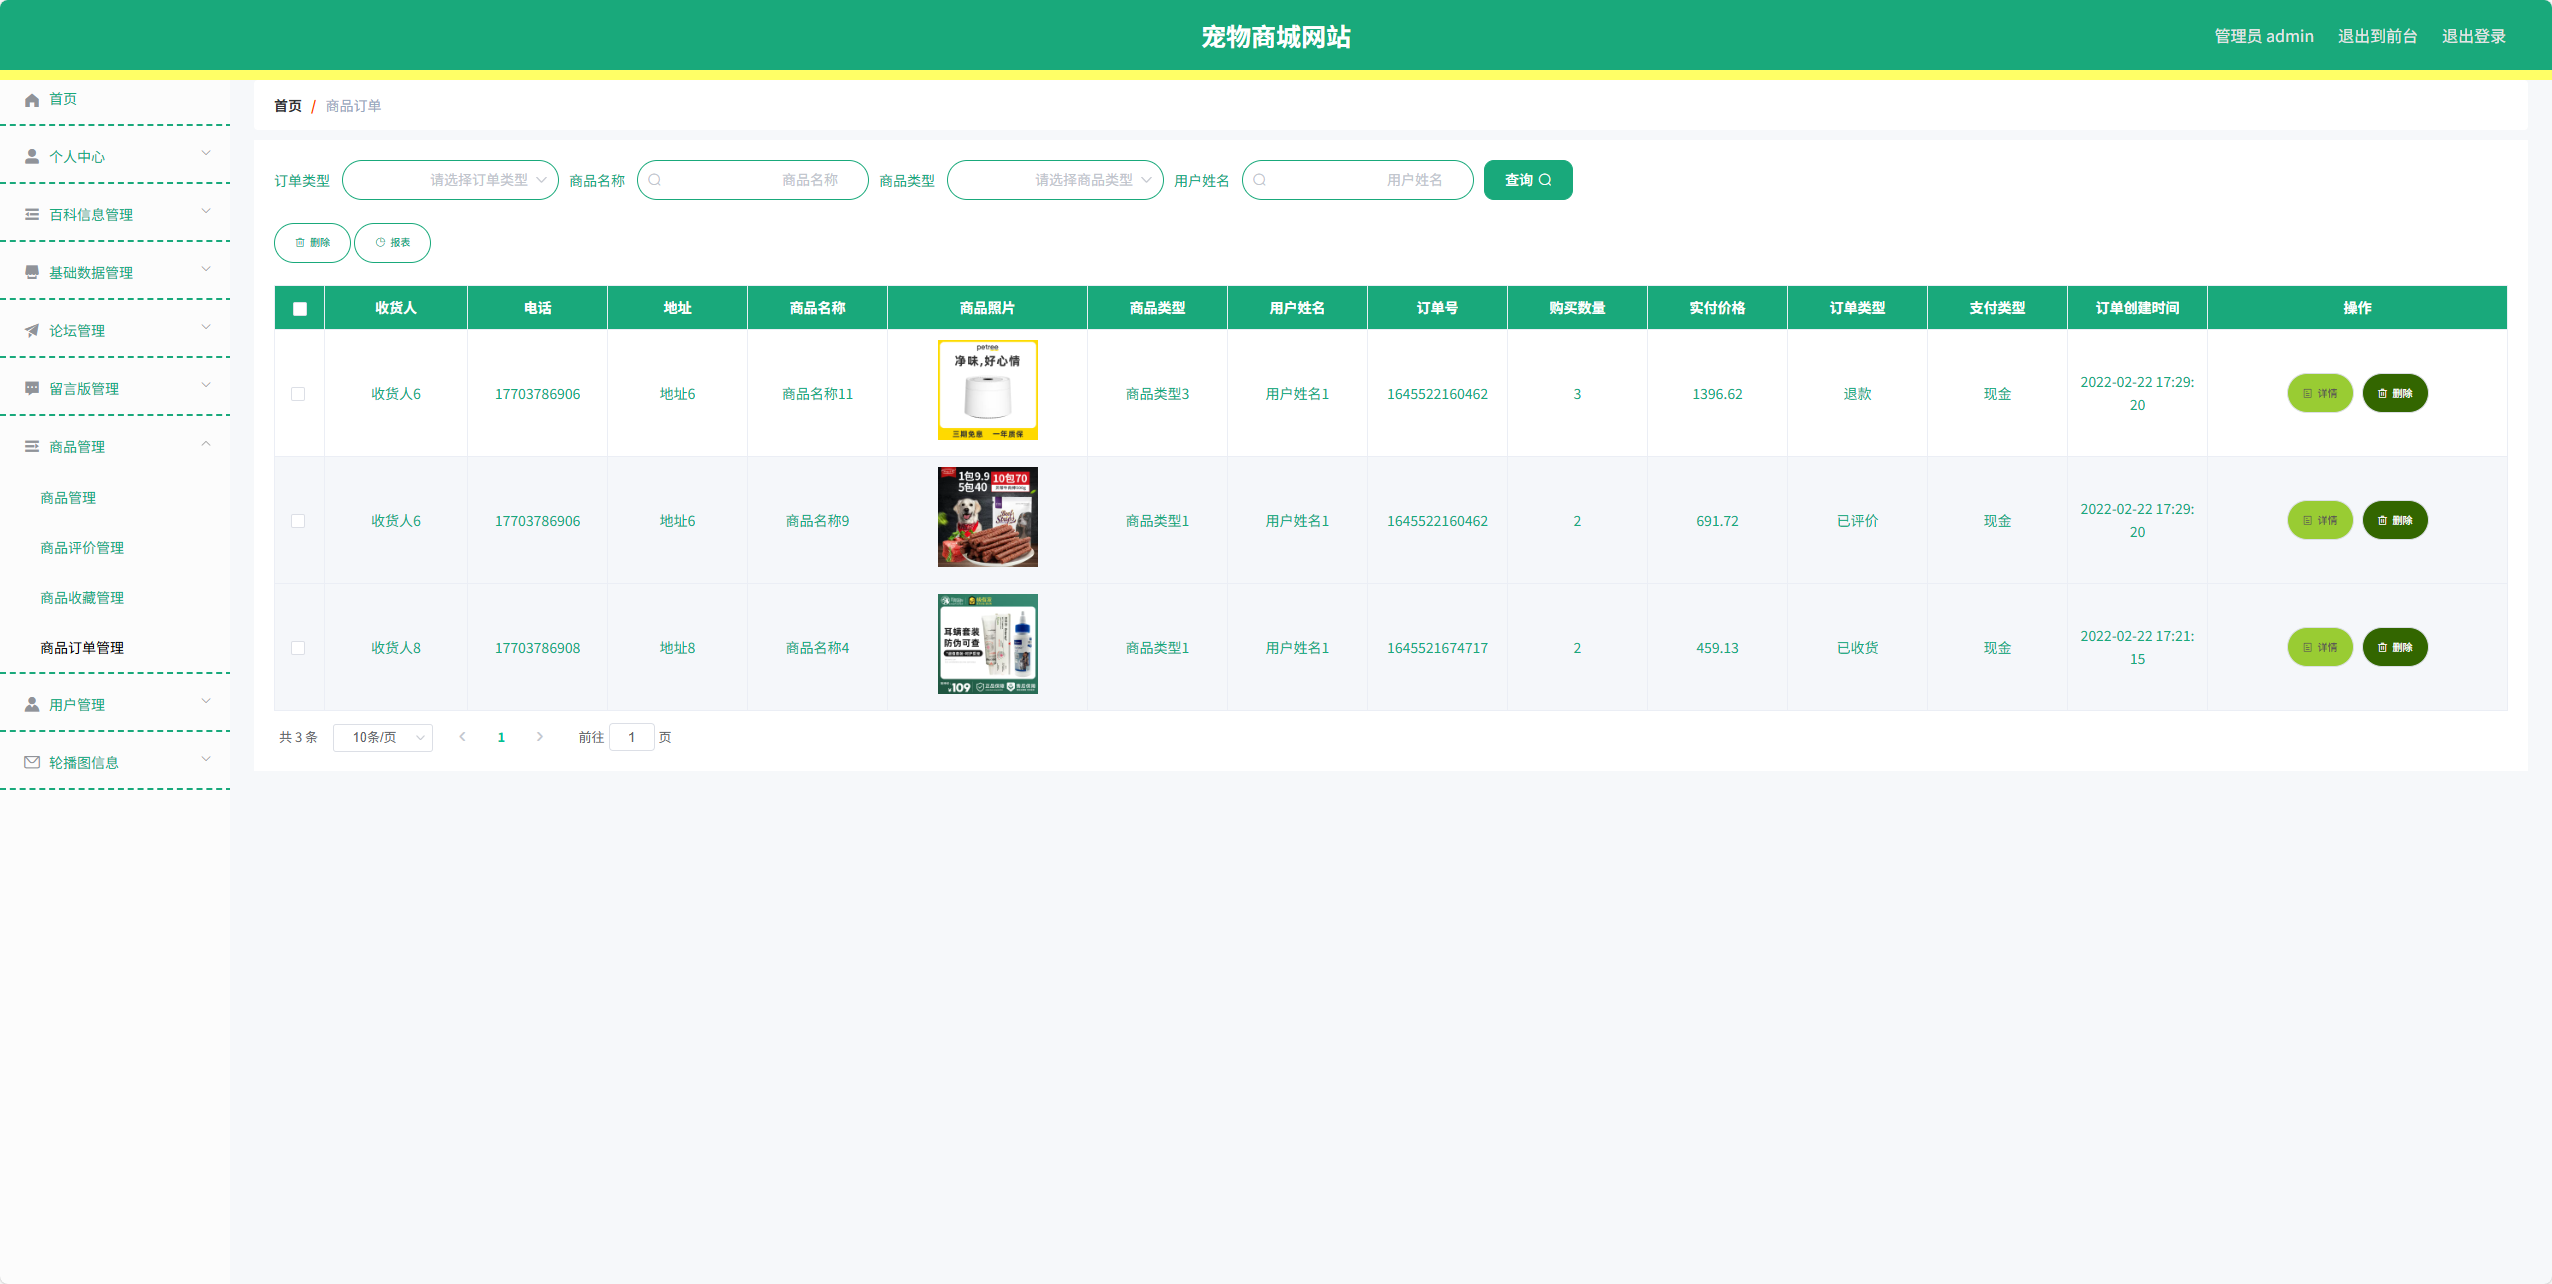 宠物商城网站
管理员 admin 退出到前台 退出登录
首页
个人中心
百科信息管理
基础数据管理
论坛管理
留言版管理
商品管理
商品管理
商品评价管理
商品收藏管理
商品订单管理
用户管理
轮播图信息
首页 / 商品订单
订单类型 请选择订单类型 商品名称 商品名称 商品类型 请选择商品类型 用户姓名 用户姓名 查询
删除 报表
收货人 电话 地址 商品名称 商品照片 商品类型 用户姓名 订单号 购买数量 实付价格 订单类型 支付类型 订单创建时间 操作
petree
净味,好心情
三期免息 一年质保
收货人6 17703786906 地址6 商品名称11 商品类型3 用户姓名1 1645522160462 3 1396.62 退款 现金 2022-02-22 17:29:
20
详情 删除
1包9.9 10包70
5包40
收货人6 17703786906 地址6 商品名称9 商品类型1 用户姓名1 1645522160462 2 691.72 已评价 现金 2022-02-22 17:29:
20
详情 删除
耳螨套装
防伪可查
¥109
收货人8 17703786908 地址8 商品名称4 商品类型1 用户姓名1 1645521674717 2 459.13 已收货 现金 2022-02-22 17:21:
15
详情 删除
共 3 条 10条/页 1 前往 1 页